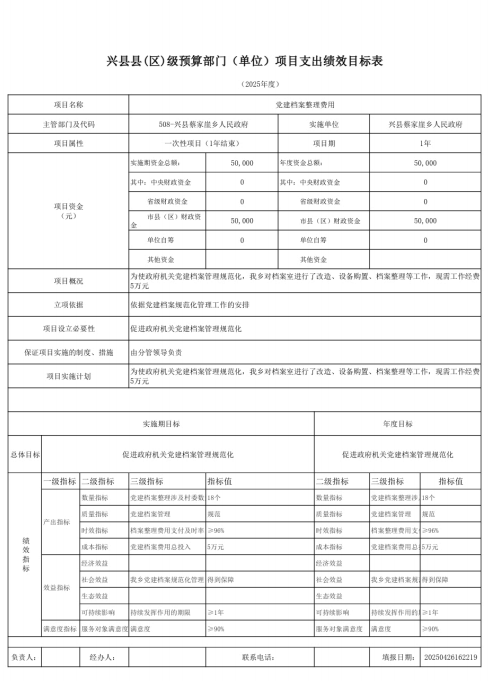 兴县县(区)级预算部门（单位）项目支出绩效目标表
（2025年度）
项目名称 党建档案整理费用
主管部门及代码 508-兴县蔡家崖乡人民政府 实施单位 兴县蔡家崖乡人民政府
项目属性 一次性项目（1年结束） 项目期 1年
项目资金
（元）
实施期资金总额： 50,000 年度资金总额： 50,000
其中：中央财政资金 0 其中：中央财政资金 0
省级财政资金 0 省级财政资金 0
市县（区）财政资金 50,000 市县（区）财政资金 50,000
单位自筹 0 单位自筹 0
其他资金 其他资金
项目概况 为使政府机关党建档案管理规范化，我乡对档案室进行了改造、设备购置、档案整理等工作，现需工作经费
5万元
立项依据 依据党建档案规范化管理工作的安排
项目设立必要性 促进政府机关党建档案管理规范化
保证项目实施的制度、措施 由分管领导负责
项目实施计划 为使政府机关党建档案管理规范化，我乡对档案室进行了改造、设备购置、档案整理等工作，现需工作经费
5万元
实施期目标 年度目标
总体目标 促进政府机关党建档案管理规范化 促进政府机关党建档案管理规范化
绩效指标
一级指标 二级指标 三级指标 指标值 二级指标 三级指标 指标值
产出指标
数量指标 党建档案整理涉及村委数 18个 数量指标 党建档案整理涉 18个
质量指标 党建档案管理 规范 质量指标 党建档案管理 规范
时效指标 档案整理费用支付及时率 ≥96% 时效指标 档案整理费用支 ≥96%
成本指标 党建档案费用总投入 5万元 成本指标 党建档案费用总 5万元
效益指标
经济效益 经济效益
社会效益 我乡党建档案规范化管理 得到保障 社会效益 我乡党建档案规 得到保障
生态效益 生态效益
可持续影响 持续发挥作用的期限 ≥1年 可持续影响 持续发挥作用的 ≥1年
满意度指标 服务对象满意度 满意度 ≥90% 服务对象满意度 满意度 ≥90%
负责人： 经办人： 联系电话： 填报日期： 20250426162219